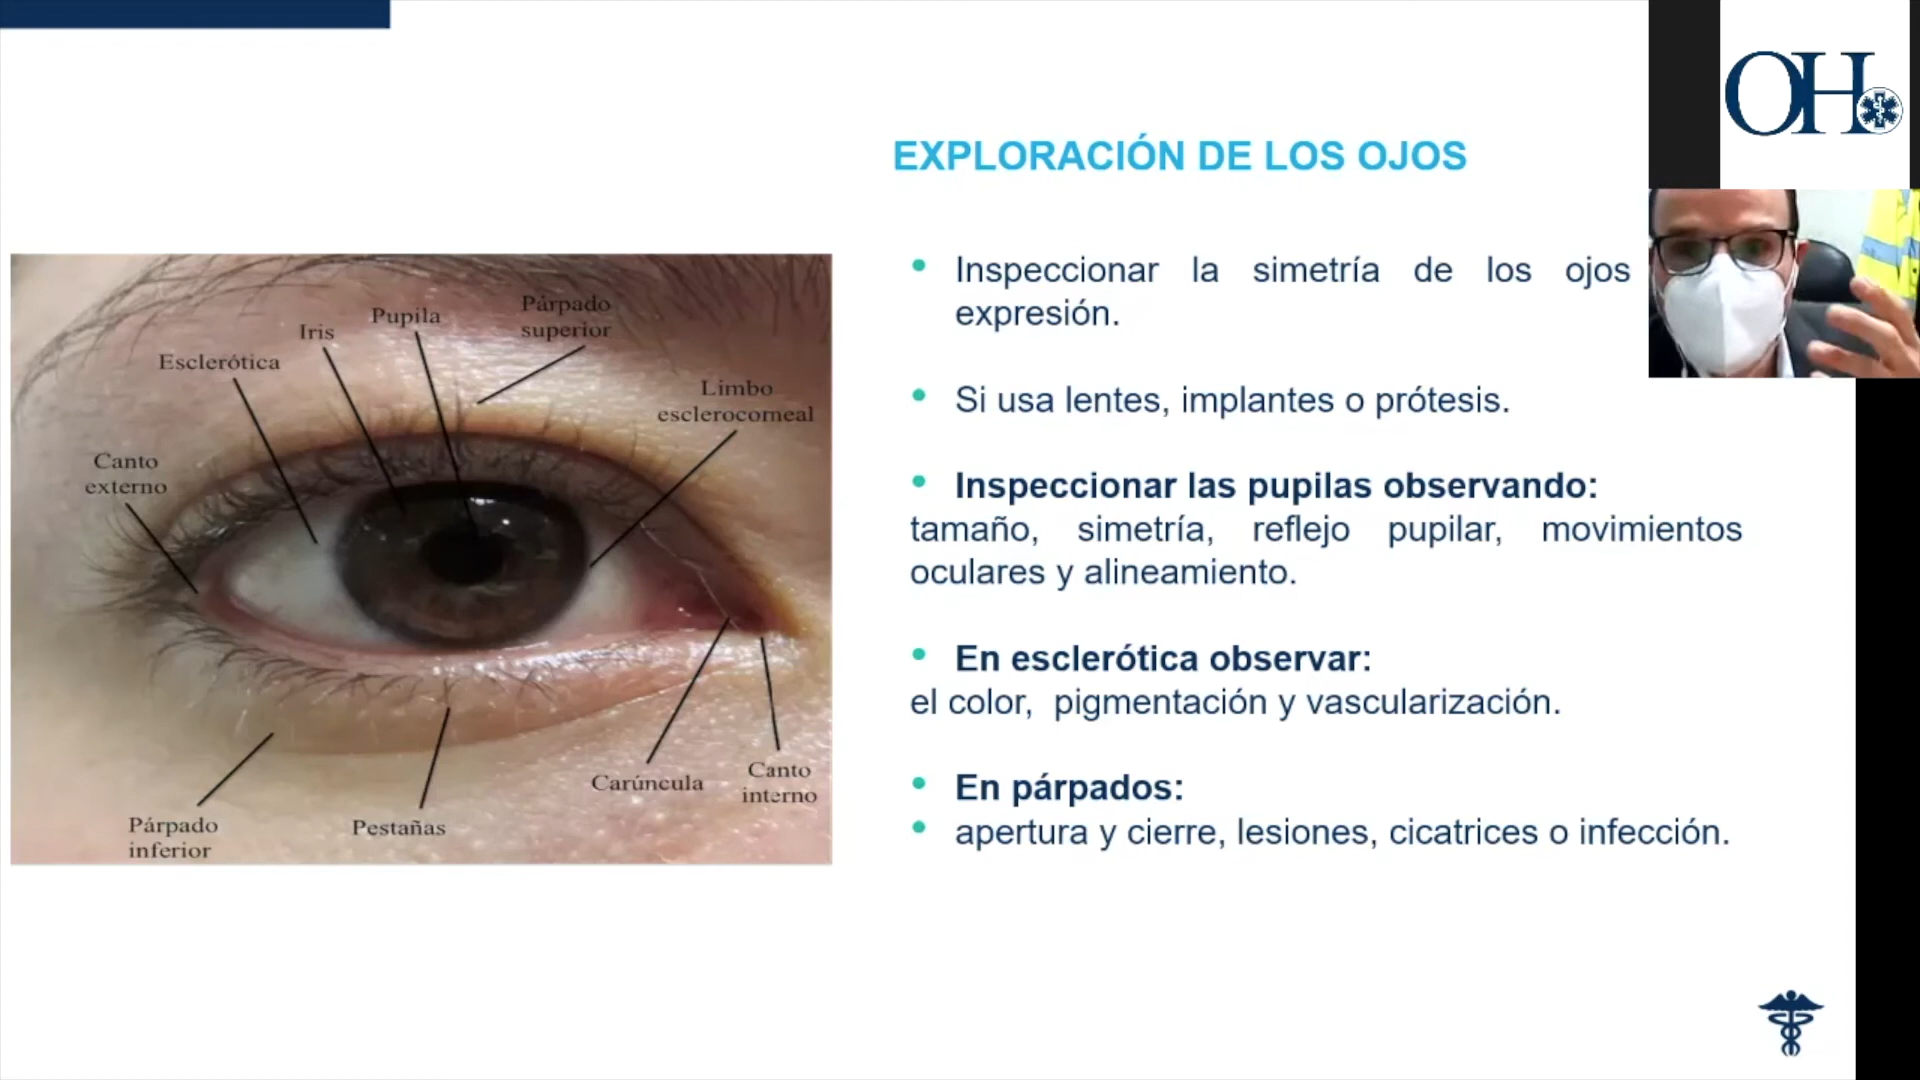 OH
EXPLORACIÓN DE LOS OJOS
Pupila
Párpado
superior
Iris
Esclerótica
Limbo
esclerocorneal
Canto
externo
Carúncula
Canto
interno
Párpado
inferior
Pestañas
• Inspeccionar la simetría de los ojos
expresión.
• Si usa lentes, implantes o prótesis.
• Inspeccionar las pupilas observando:
tamaño, simetría, reflejo pupilar, movimientos
oculares y alineamiento.
• En esclerótica observar:
el color, pigmentación y vascularización.
• En párpados:
• apertura y cierre, lesiones, cicatrices o infección.